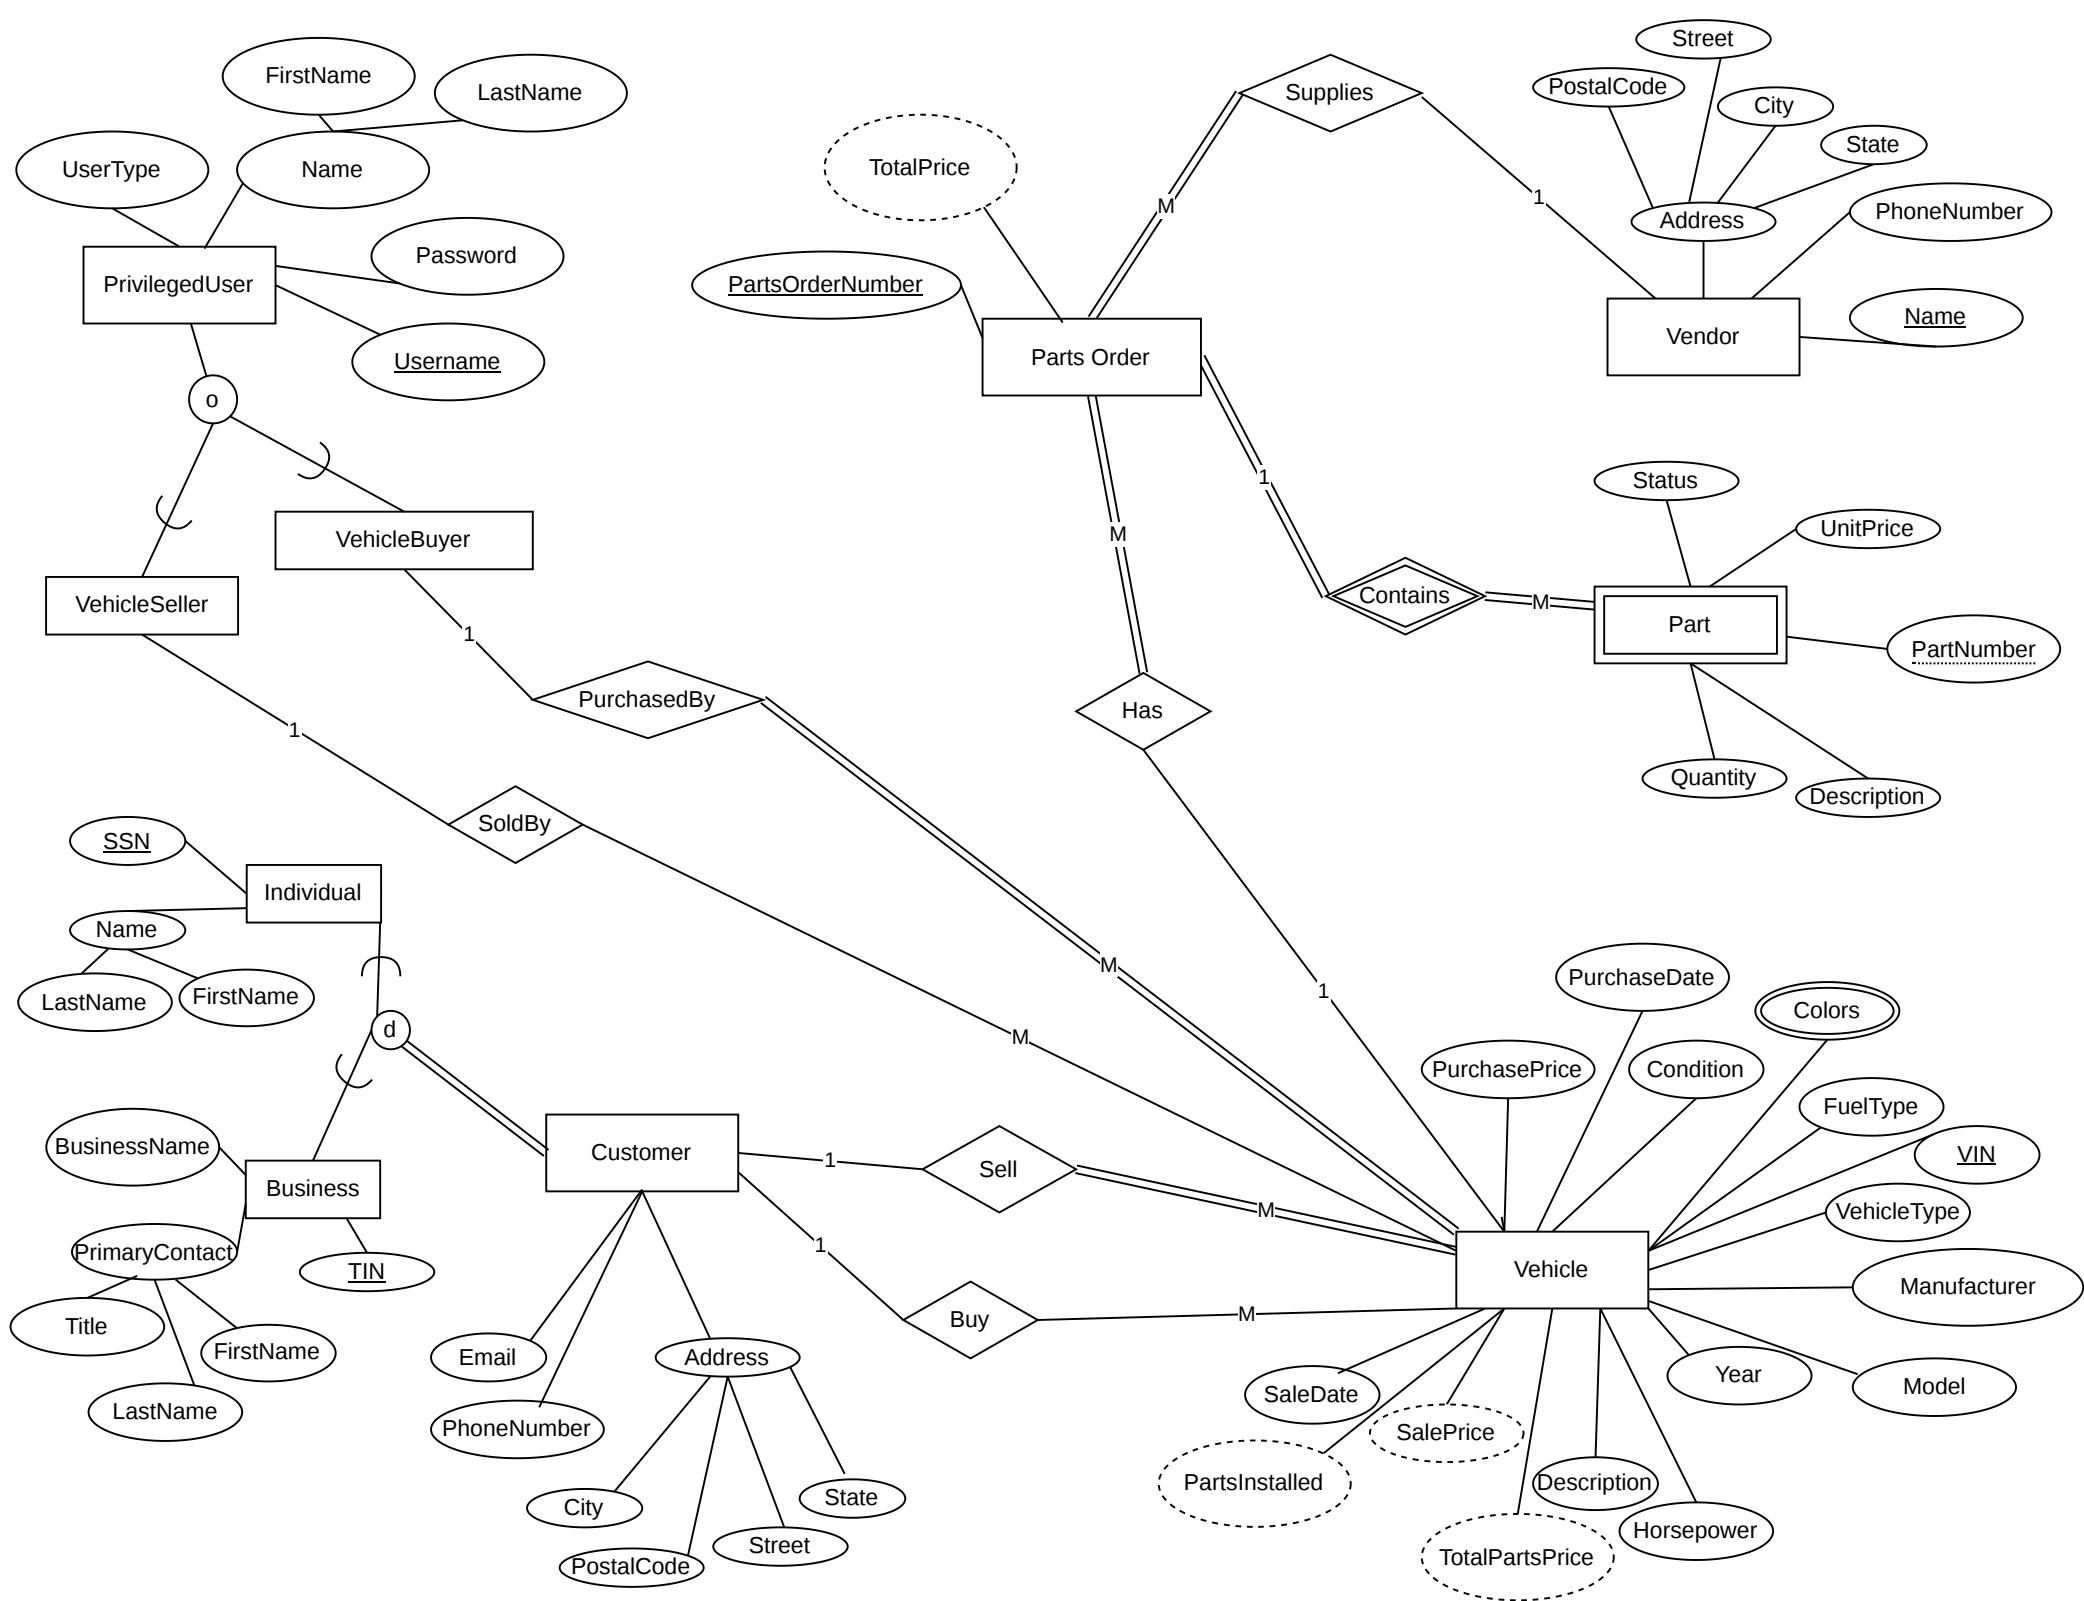 Street
FirstName
LastName
Supplies
PostalCode
City
State
UserType
Name
TotalPrice
M
1
Address
PhoneNumber
Password
PrivilegedUser
PartsOrderNumber
Name
Vendor
Parts Order
Username
o
1
Status
M
UnitPrice
VehicleBuyer
Contains
M
VehicleSeller
Part
1
PartNumber
PurchasedBy
Has
1
Quantity
Description
SoldBy
SSN
Individual
Name
M
PurchaseDate
1
LastName
FirstName
Colors
d
M
PurchasePrice
Condition
FuelType
BusinessName
Customer
1
Sell
VIN
Business
M
VehicleType
1
PrimaryContact
TIN
Vehicle
Manufacturer
M
Buy
Title
FirstName
Email
Address
Year
Model
SaleDate
LastName
PhoneNumber
SalePrice
PartsInstalled
Description
State
City
Horsepower
Street
TotalPartsPrice
PostalCode